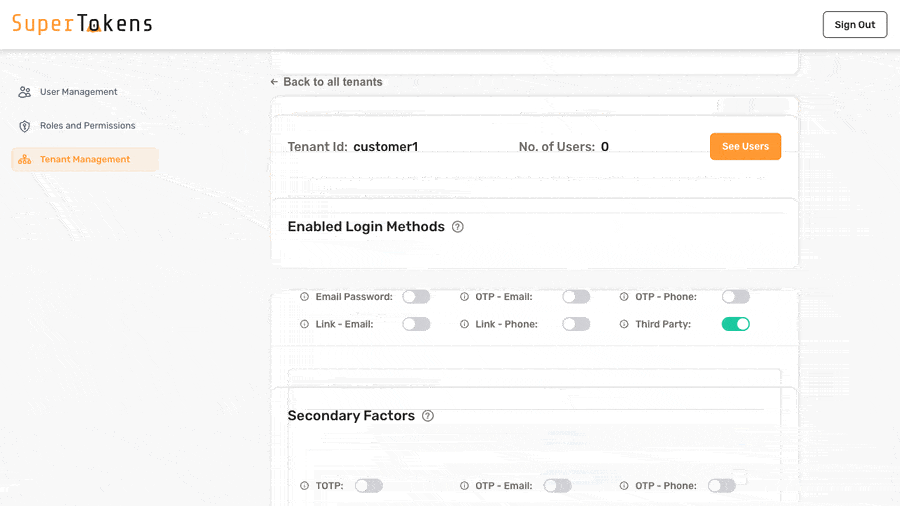 SuperTokens
Sign Out
User Management
Roles and Permissions
Tenant Management
← Back to all tenants
Tenant Id: customer1 No. of Users: 0 See Users
Enabled Login Methods
Email Password: OTP - Email: OTP - Phone:
Link - Email: Link - Phone: Third Party:
Secondary Factors
TOTP: OTP - Email: OTP - Phone: